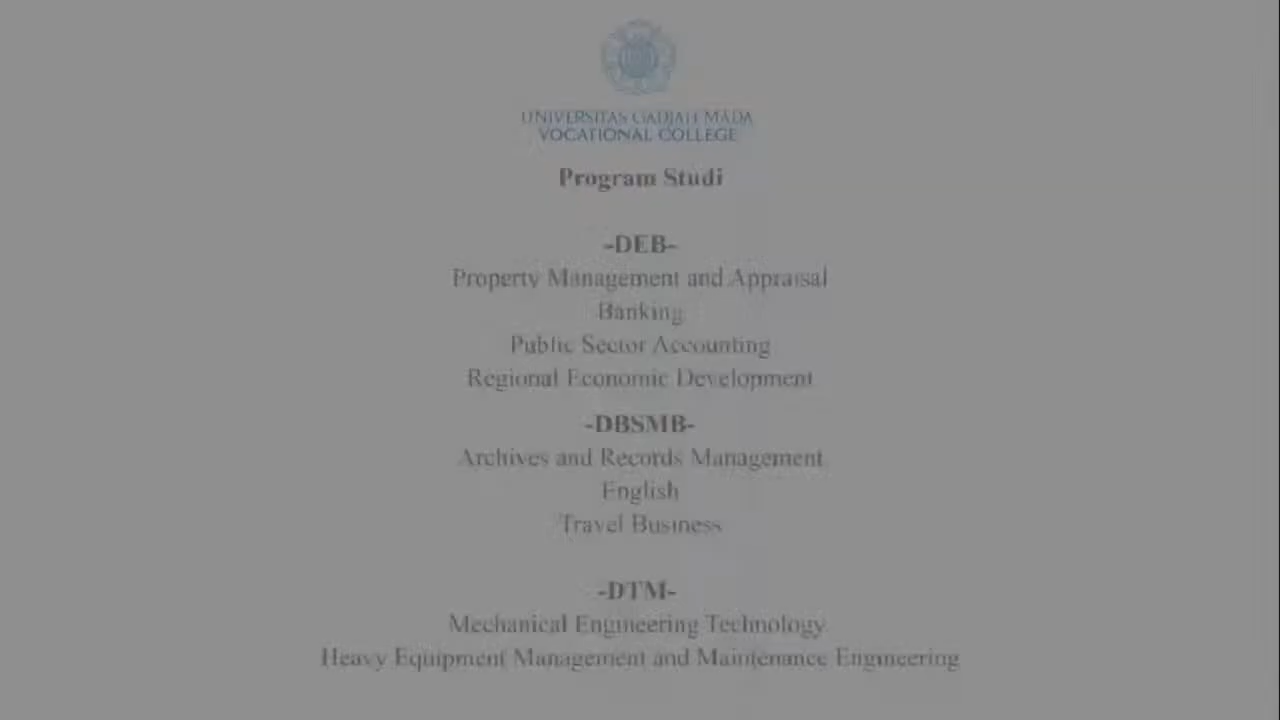 UNIVERSITAS GADJAH MADA
VOCATIONAL COLLEGE
Program Studi
-DEB-
Property Management and Appraisal
Banking
Public Sector Accounting
Regional Economic Development
-DBSMB-
Archives and Records Management
English
Travel Business
-DTM-
Mechanical Engineering Technology
Heavy Equipment Management and Maintenance Engineering